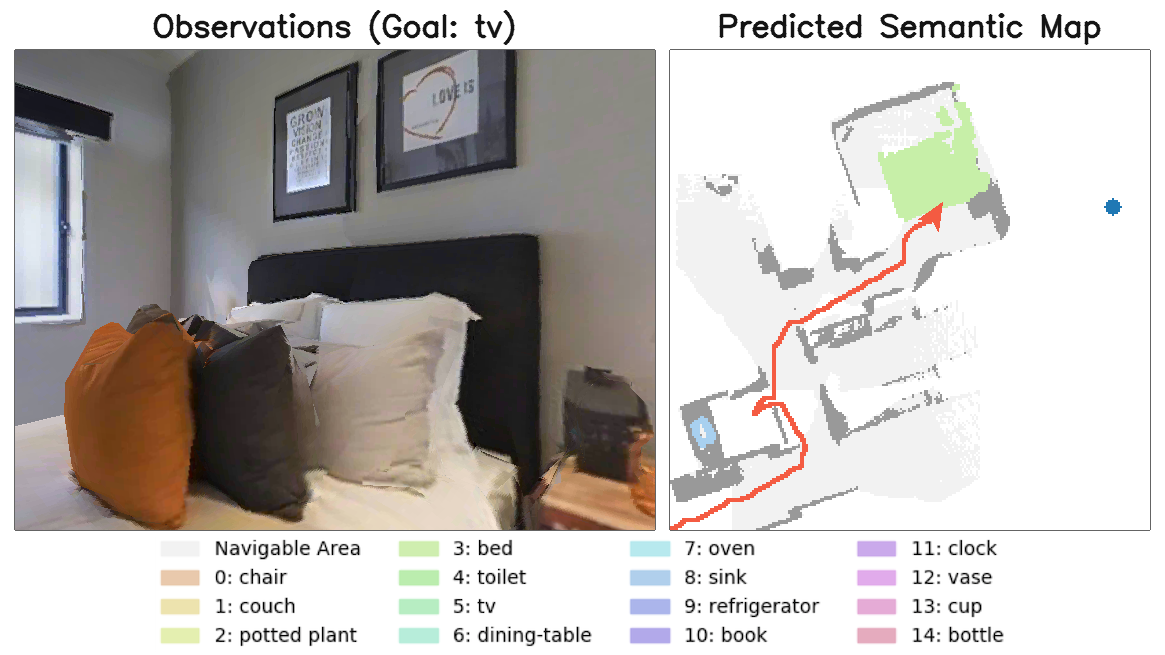 Observations (Goal: tv)
Predicted Semantic Map
GROW
VISION
CHANGE
PASSION
LOVE IS
Navigable Area
0: chair
1: couch
2: potted plant
3: bed
4: toilet
5: tv
6: dining-table
7: oven
8: sink
9: refrigerator
10: book
11: clock
12: vase
13: cup
14: bottle